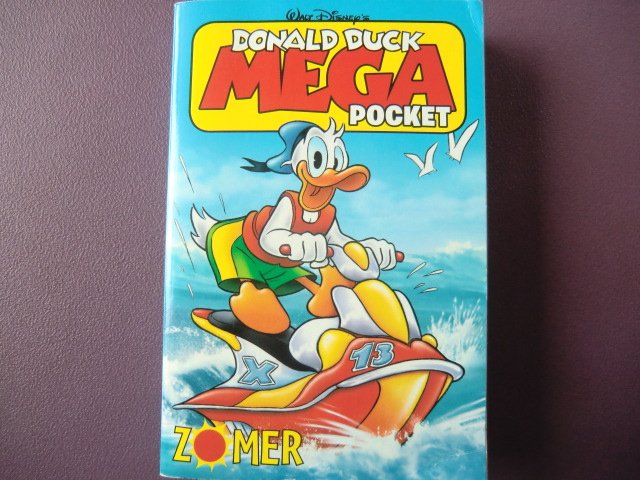 Walt Disney's
DONALD DUCK
MEGA
POCKET
X
13
ZOMER